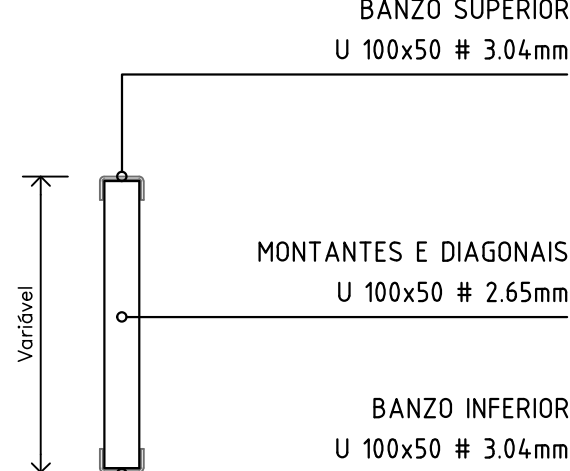 BANZO SUPERIOR
U 100x50 # 3.04mm
MONTANTES E DIAGONAIS
U 100x50 # 2.65mm
Variável
BANZO INFERIOR
U 100x50 # 3.04mm